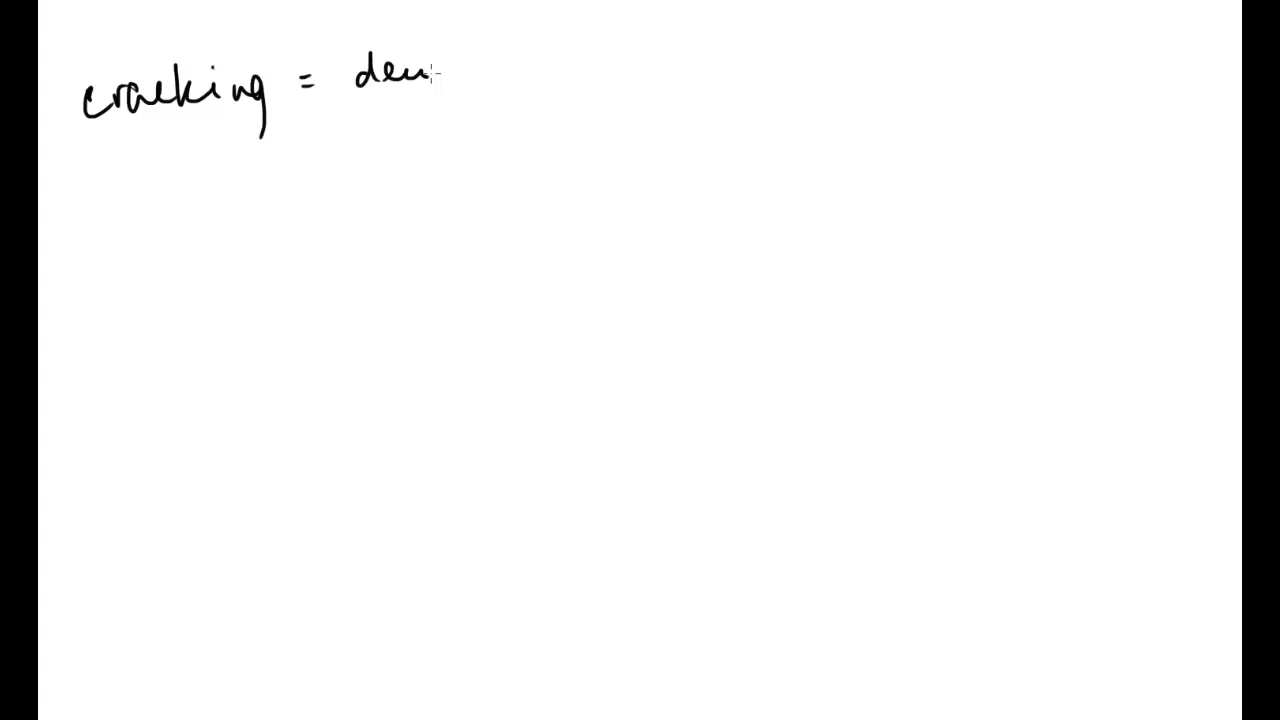 cracking = den